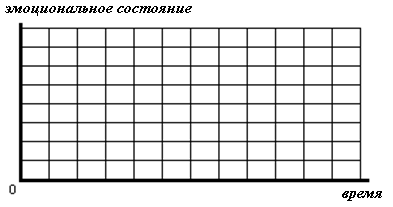 эмоциональное состояние
0
время